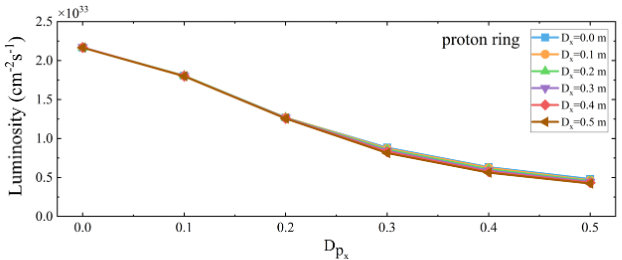 ×10³³
proton ring
Dₓ=0.0 m
Dₓ=0.1 m
Dₓ=0.2 m
Dₓ=0.3 m
Dₓ=0.4 m
Dₓ=0.5 m
Luminosity (cm⁻²s⁻¹)
2.5
2.0
1.5
1.0
0.5
0.0
0.0 0.1 0.2 0.3 0.4 0.5
Dₚₓ